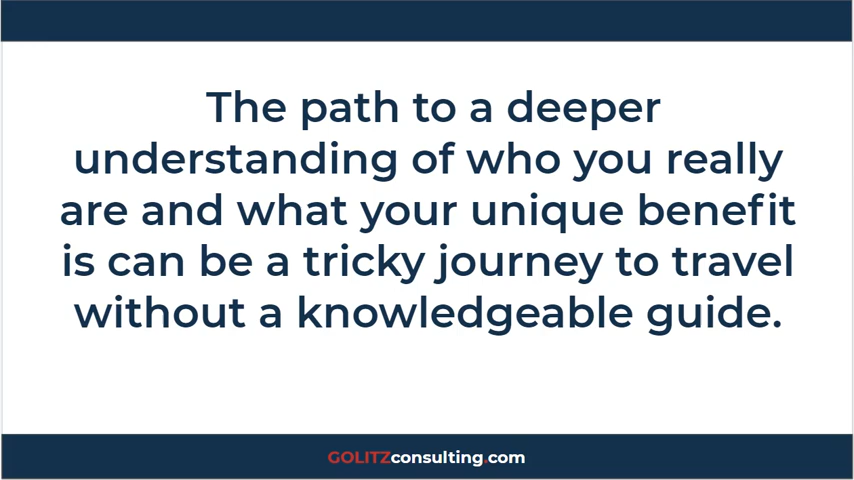 The path to a deeper
understanding of who you really
are and what your unique benefit
is can be a tricky journey to travel
without a knowledgeable guide.
GOLITZconsulting.com